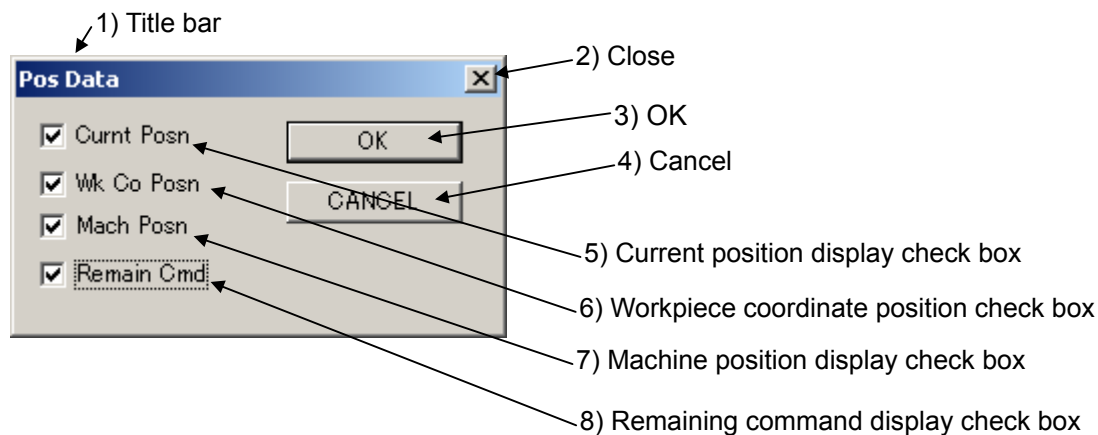 1) Title bar
2) Close
Pos Data
3) OK
Curnt Posn
OK
4) Cancel
Wk Co Posn
CANCEL
Mach Posn
5) Current position display check box
Remain Cmd
6) Workpiece coordinate position check box
7) Machine position display check box
8) Remaining command display check box